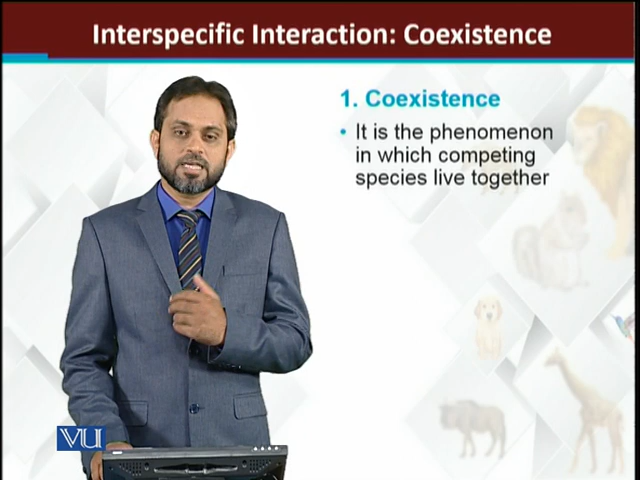 Interspecific Interaction: Coexistence
1. Coexistence
• It is the phenomenon
in which competing
species live together
VU